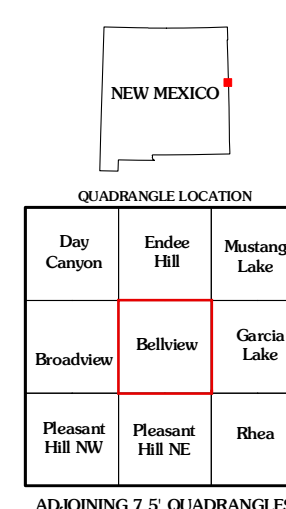 NEW MEXICO
QUADRANGLE LOCATION
Day
Canyon
Endee
Hill
Mustang
Lake
Broadview
Bellview
Garcia
Lake
Pleasant
Hill NW
Pleasant
Hill NE
Rhea
ADJOINING 7.5' QUADRANGLES